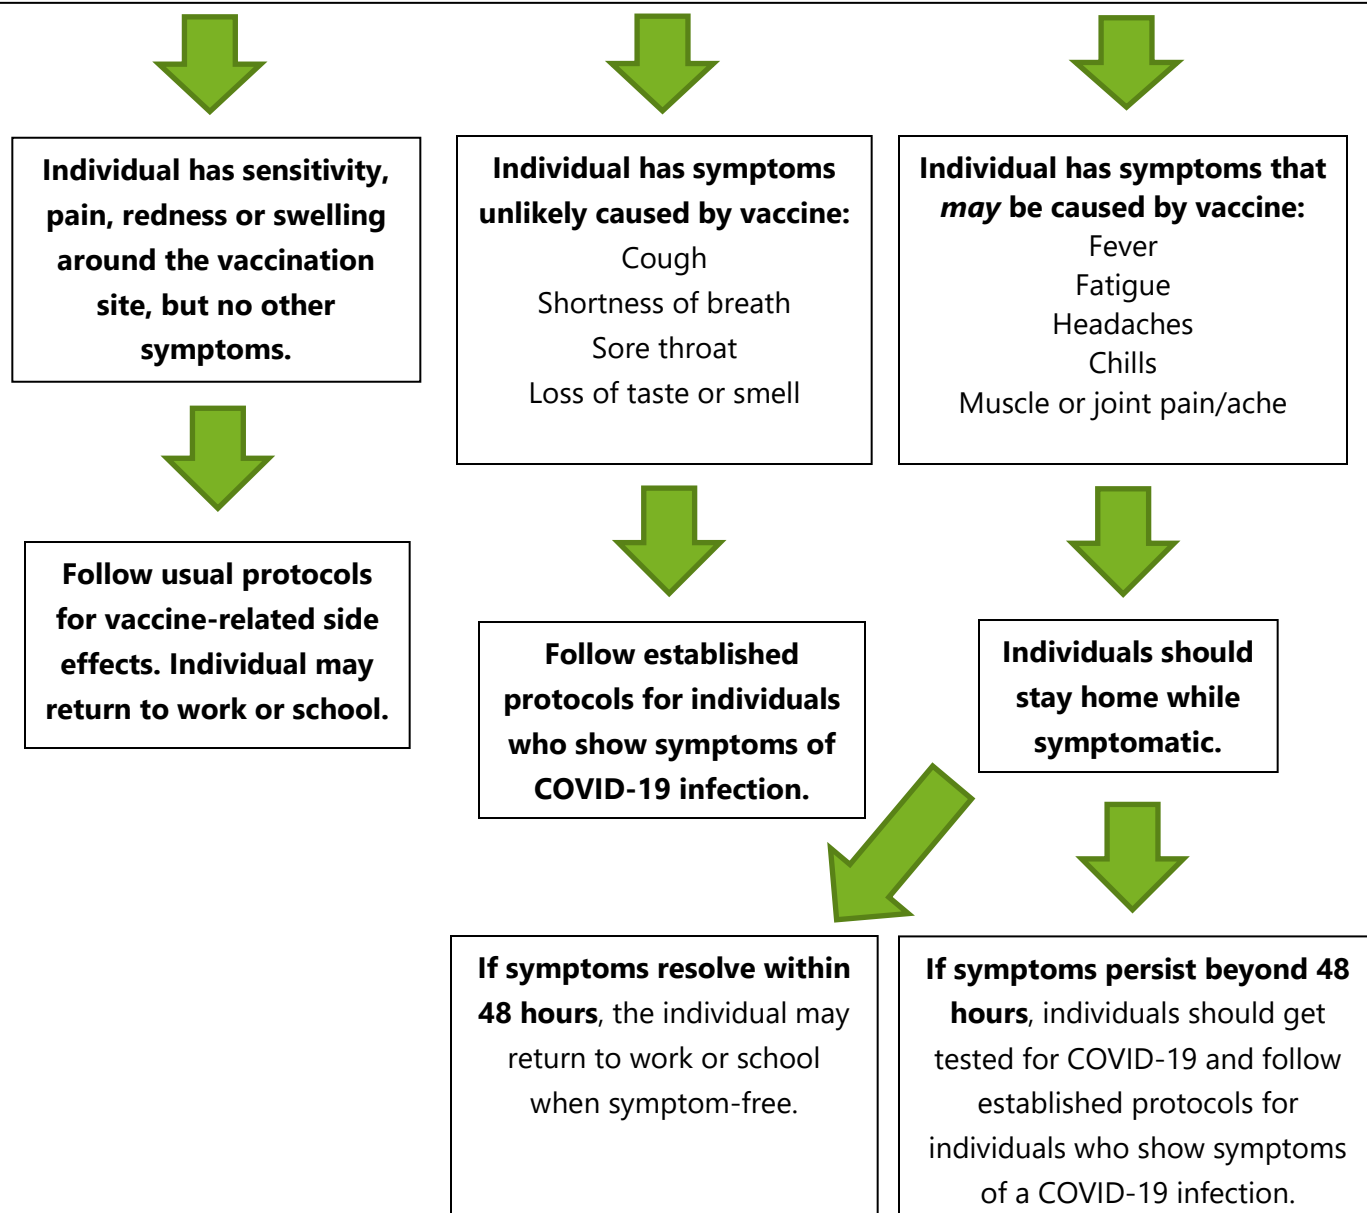 Individual has sensitivity,
pain, redness or swelling
around the vaccination
site, but no other
symptoms.
Individual has symptoms
unlikely caused by vaccine:
Cough
Shortness of breath
Sore throat
Loss of taste or smell
Individual has symptoms that
may be caused by vaccine:
Fever
Fatigue
Headaches
Chills
Muscle or joint pain/ache
Follow usual protocols
for vaccine-related side
effects. Individual may
return to work or school.
Follow established
protocols for individuals
who show symptoms of
COVID-19 infection.
Individuals should
stay home while
symptomatic.
If symptoms resolve within
48 hours, the individual may
return to work or school
when symptom-free.
If symptoms persist beyond 48
hours, individuals should get
tested for COVID-19 and follow
established protocols for
individuals who show symptoms
of a COVID-19 infection.